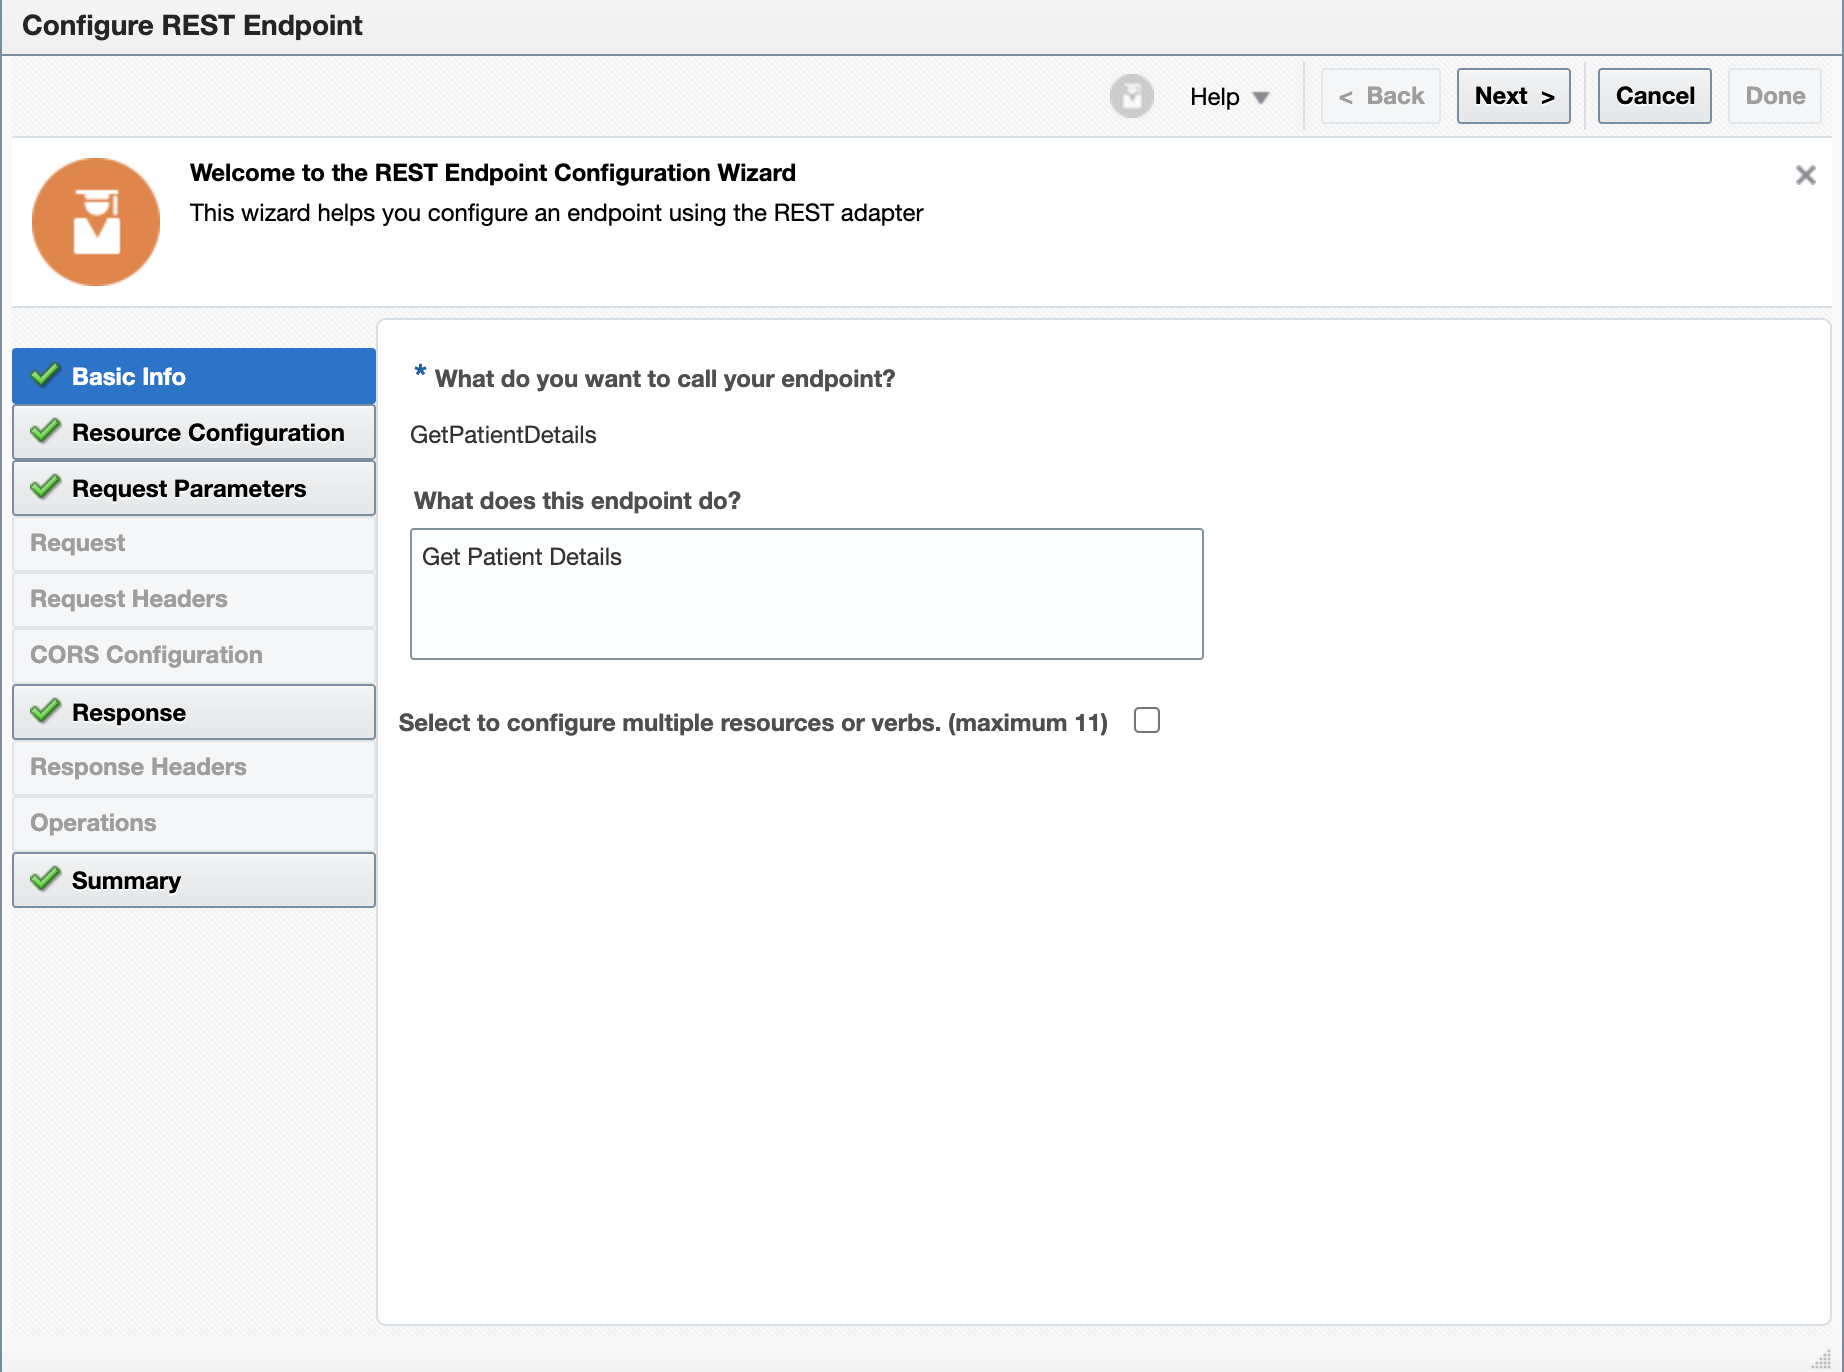 Configure REST Endpoint
Help
< Back
Next >
Cancel
Done
Welcome to the REST Endpoint Configuration Wizard
This wizard helps you configure an endpoint using the REST adapter
Basic Info
Resource Configuration
Request Parameters
Request
Request Headers
CORS Configuration
Response
Response Headers
Operations
Summary
* What do you want to call your endpoint?
GetPatientDetails
What does this endpoint do?
Get Patient Details
Select to configure multiple resources or verbs. (maximum 11)